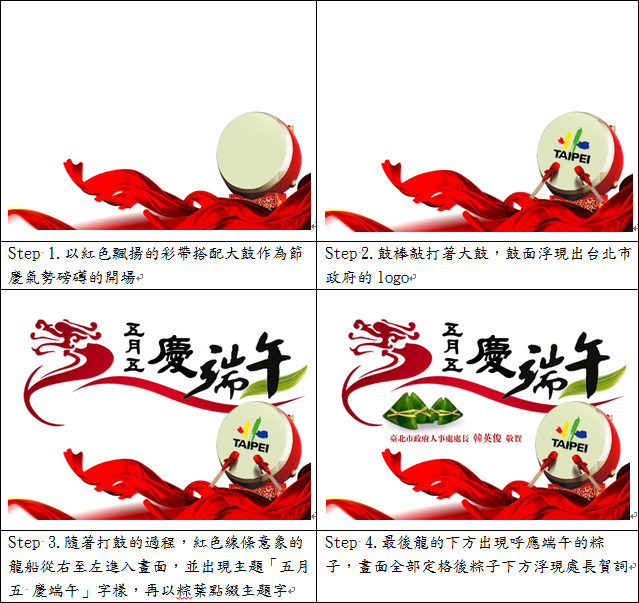 TAIPEI
Step 1.以紅色飄揚的彩帶搭配大鼓作為節
慶氣勢磅礡的開場
Step 2.鼓棒敲打著大鼓，鼓面浮現出台北市
政府的 logo
五月五 慶端午
TAIPEI
五月五 慶端午
臺北市政府人事處處長 韓英俊 敬賀
TAIPEI
Step 3.隨著打鼓的過程，紅色線條意象的
龍船從右至左進入畫面，並出現主題「五月
五 慶端午」字樣，再以粽葉點綴主題字
Step 4.最後龍的下方出現呼應端午的粽
子，畫面全部定格後粽子下方浮現處長賀詞